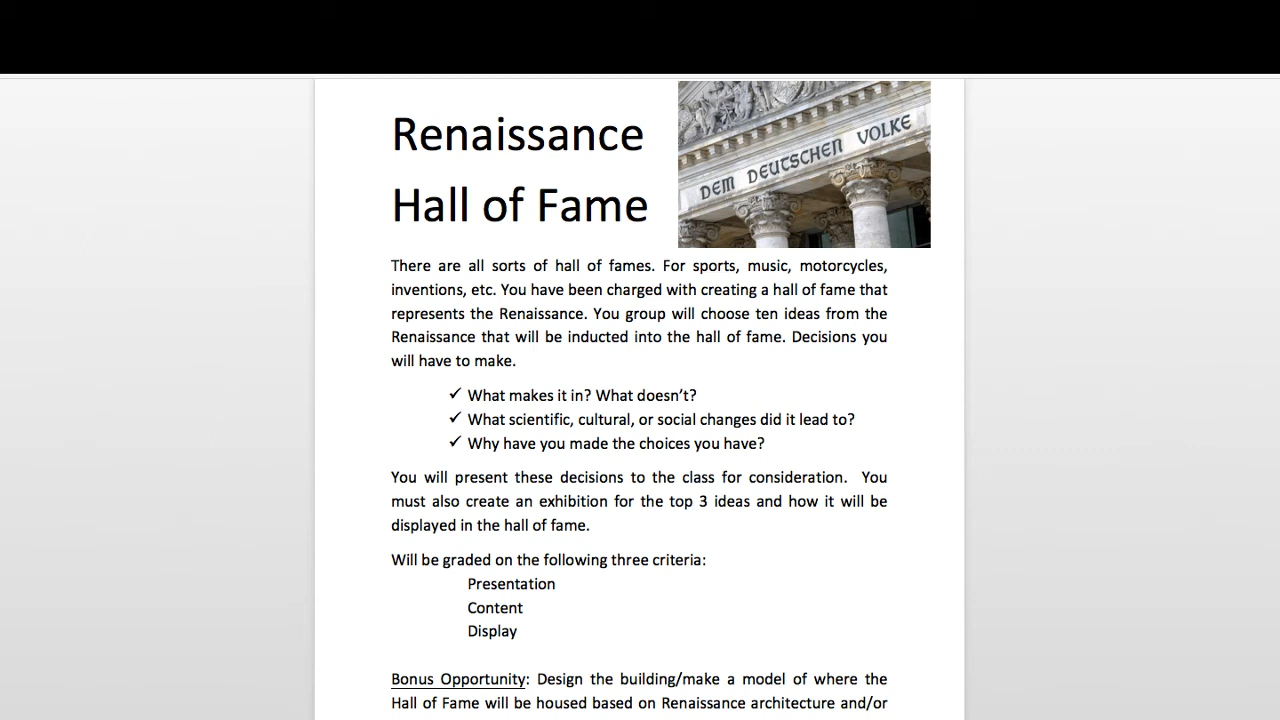 Renaissance
Hall of Fame
DEM DEUTSCHEN VOLKE
There are all sorts of hall of fames. For sports, music, motorcycles,
inventions, etc. You have been charged with creating a hall of fame that
represents the Renaissance. You group will choose ten ideas from the
Renaissance that will be inducted into the hall of fame. Decisions you
will have to make.
✓ What makes it in? What doesn’t?
✓ What scientific, cultural, or social changes did it lead to?
✓ Why have you made the choices you have?
You will present these decisions to the class for consideration.  You
must also create an exhibition for the top 3 ideas and how it will be
displayed in the hall of fame.
Will be graded on the following three criteria:
Presentation
Content
Display
Bonus Opportunity: Design the building/make a model of where the
Hall of Fame will be housed based on Renaissance architecture and/or